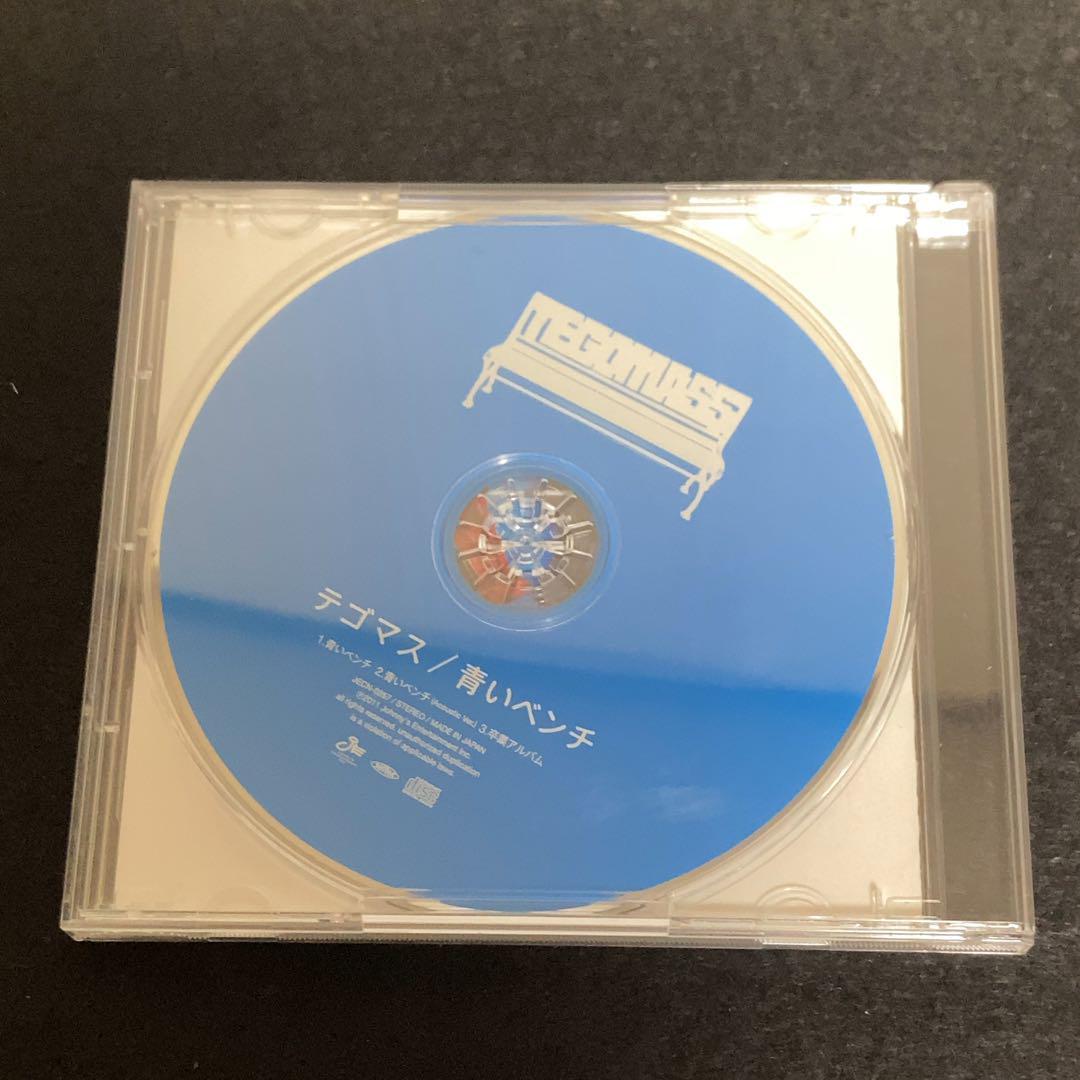 TEGOMASS
テゴマス / 青いベンチ
1.青いベンチ 2.青いベンチ(Acoustic Ver.) 3.卒業アルバム
/ STEREO / MADE IN JAPAN
℗2011 Johnny's Entertainment Inc.
all rights reserved. unauthorized duplication
is a violation of applicable laws.
disc